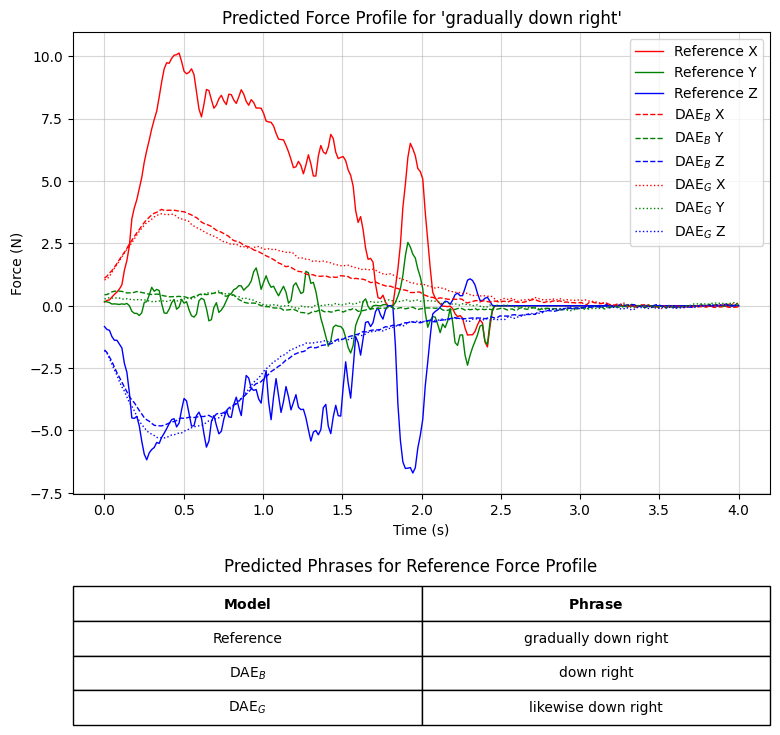 Predicted Force Profile for 'gradually down right'
10.0
7.5
5.0
2.5
0.0
−2.5
−5.0
−7.5
Force (N)
Reference X
Reference Y
Reference Z
DAE_B X
DAE_B Y
DAE_B Z
DAE_G X
DAE_G Y
DAE_G Z
0.0 0.5 1.0 1.5 2.0 2.5 3.0 3.5 4.0
Time (s)
Predicted Phrases for Reference Force Profile
Model Phrase
Reference gradually down right
DAE_B down right
DAE_G likewise down right